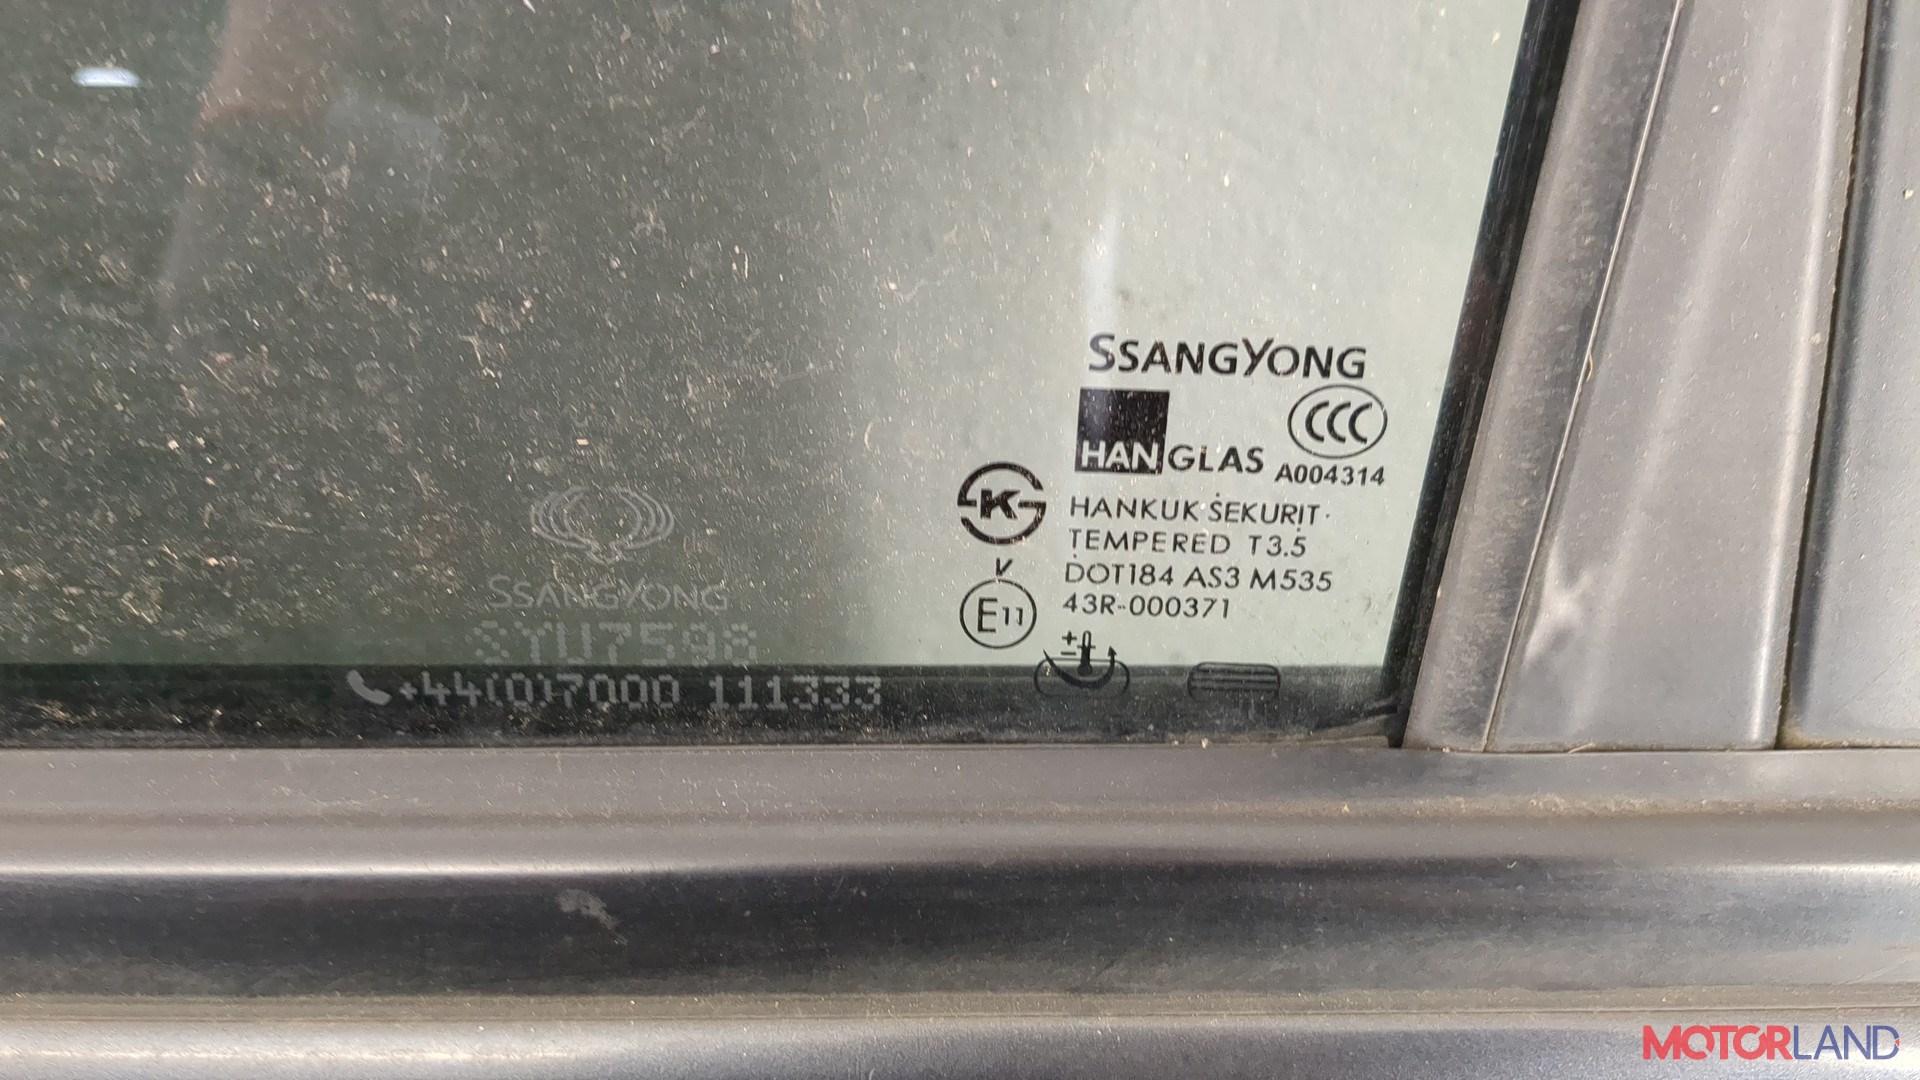 SSANGYONG
HANGLAS
CCC
A004314
K
HANKUK SEKURIT
TEMPERED T3.5
V
DOT184 AS3 M535
E11
43R-000371
SSANGYONG
SYU7598
+44(0)7000 111333
MOTORLAND